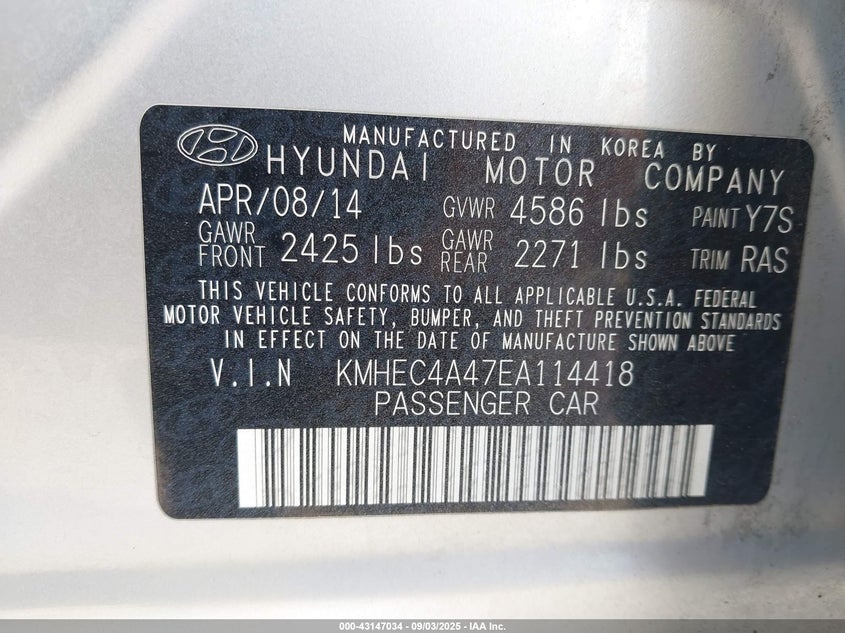 MANUFACTURED IN KOREA BY
HYUNDAI MOTOR COMPANY
APR/08/14 GVWR 4586 lbs PAINT Y7S
GAWR FRONT 2425 lbs GAWR REAR 2271 lbs TRIM RAS
THIS VEHICLE CONFORMS TO ALL APPLICABLE U.S.A. FEDERAL
MOTOR VEHICLE SAFETY, BUMPER, AND THEFT PREVENTION STANDARDS
IN EFFECT ON THE DATE OF MANUFACTURE SHOWN ABOVE
V.I.N KMHEC4A47EA114418
PASSENGER CAR
000-43147034 - 09/03/2025 - IAA Inc.